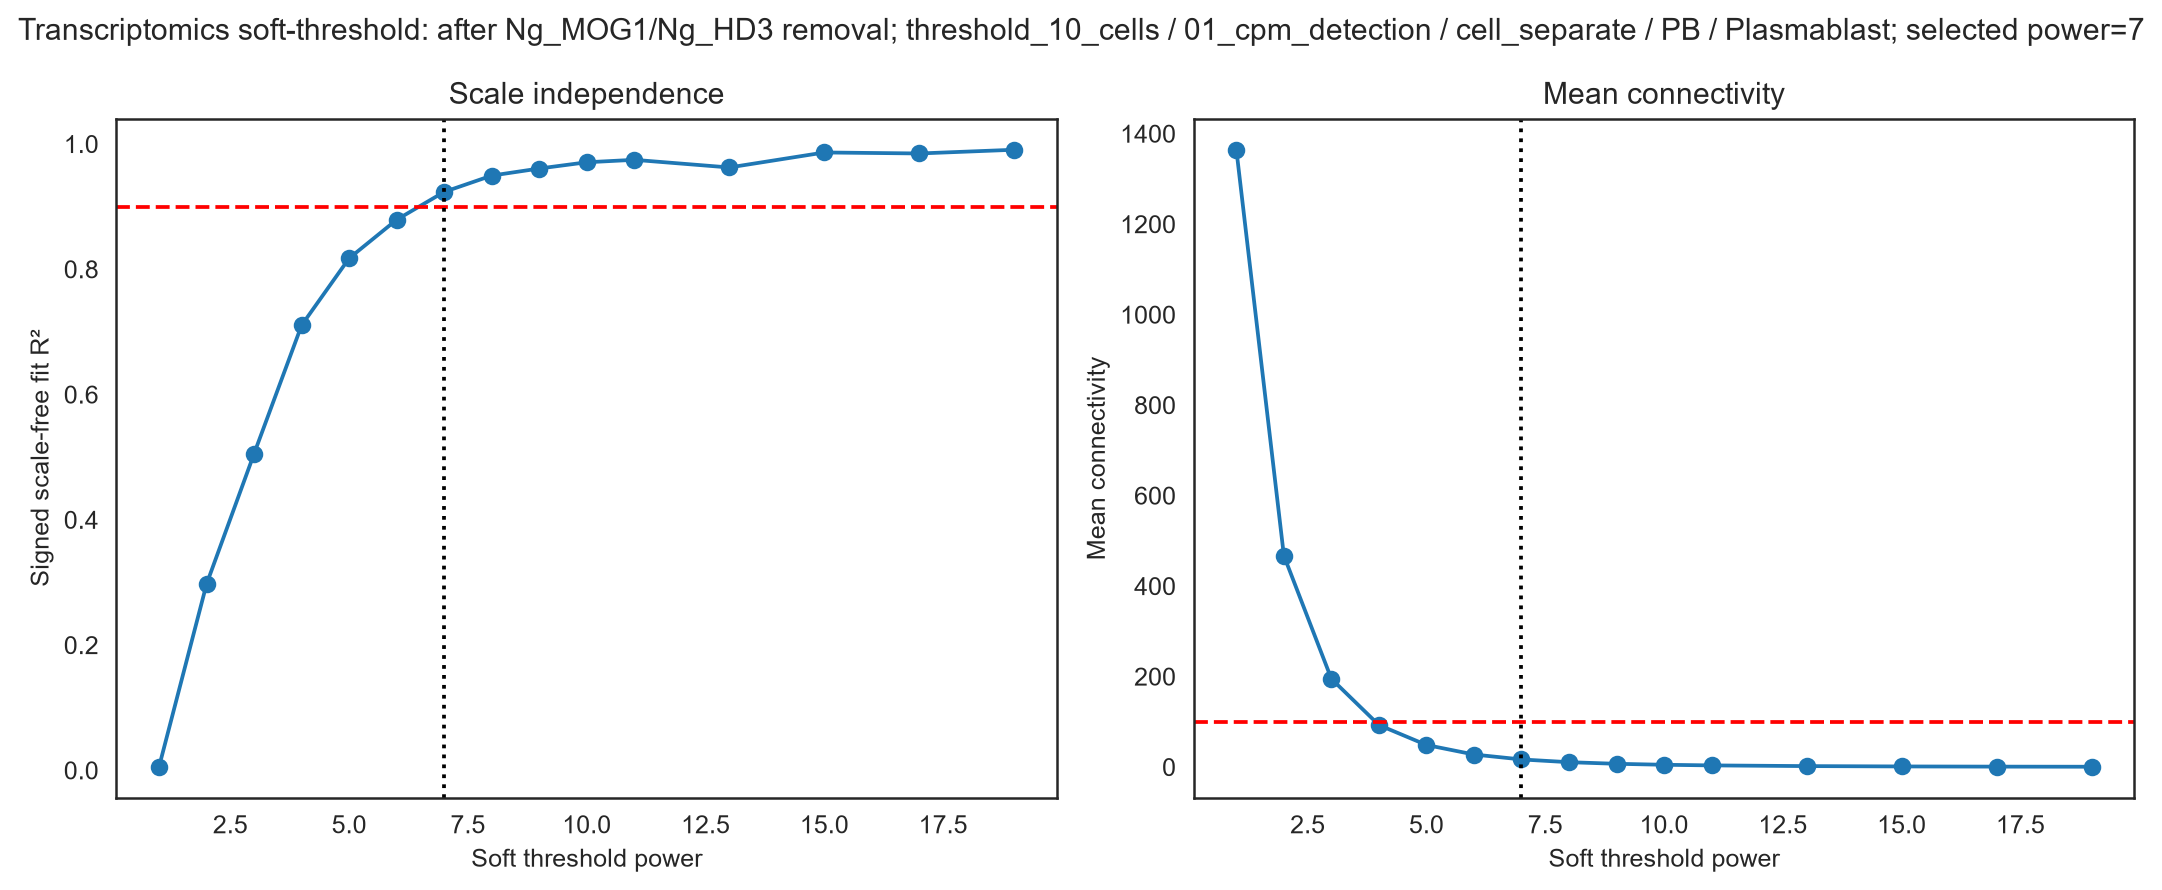 Transcriptomics soft-threshold: after Ng_MOG1/Ng_HD3 removal; threshold_10_cells / 01_cpm_detection / cell_separate / PB / Plasmablast; selected power=7
Scale independence
Signed scale-free fit R²
1.0
0.8
0.6
0.4
0.2
0.0
2.5 5.0 7.5 10.0 12.5 15.0 17.5
Soft threshold power
Mean connectivity
Mean connectivity
1400
1200
1000
800
600
400
200
0
2.5 5.0 7.5 10.0 12.5 15.0 17.5
Soft threshold power